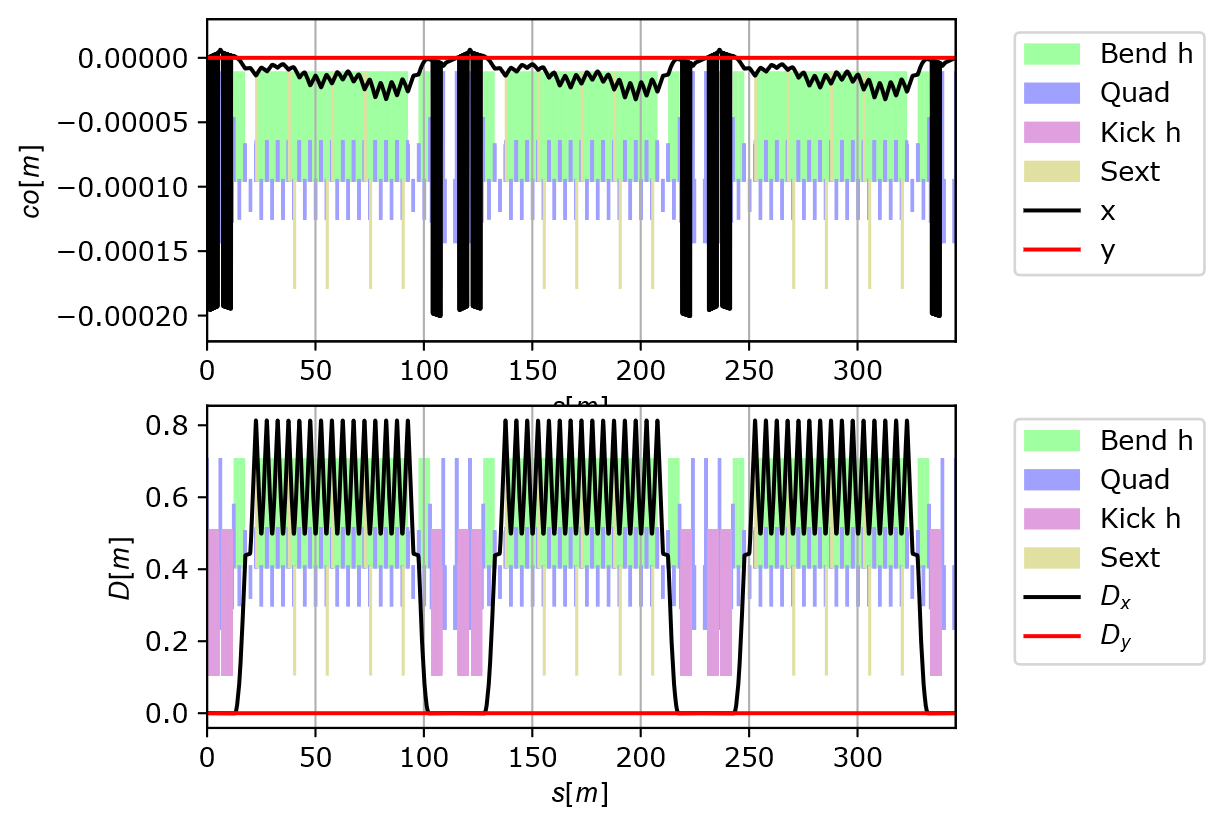 0.00000
−0.00005
−0.00010
−0.00015
−0.00020
co[m]
0 50 100 150 200 250 300
s[m]
Bend h
Quad
Kick h
Sext
x
y
0.8
0.6
0.4
0.2
0.0
D[m]
0 50 100 150 200 250 300
s[m]
Bend h
Quad
Kick h
Sext
Dₓ
D_y